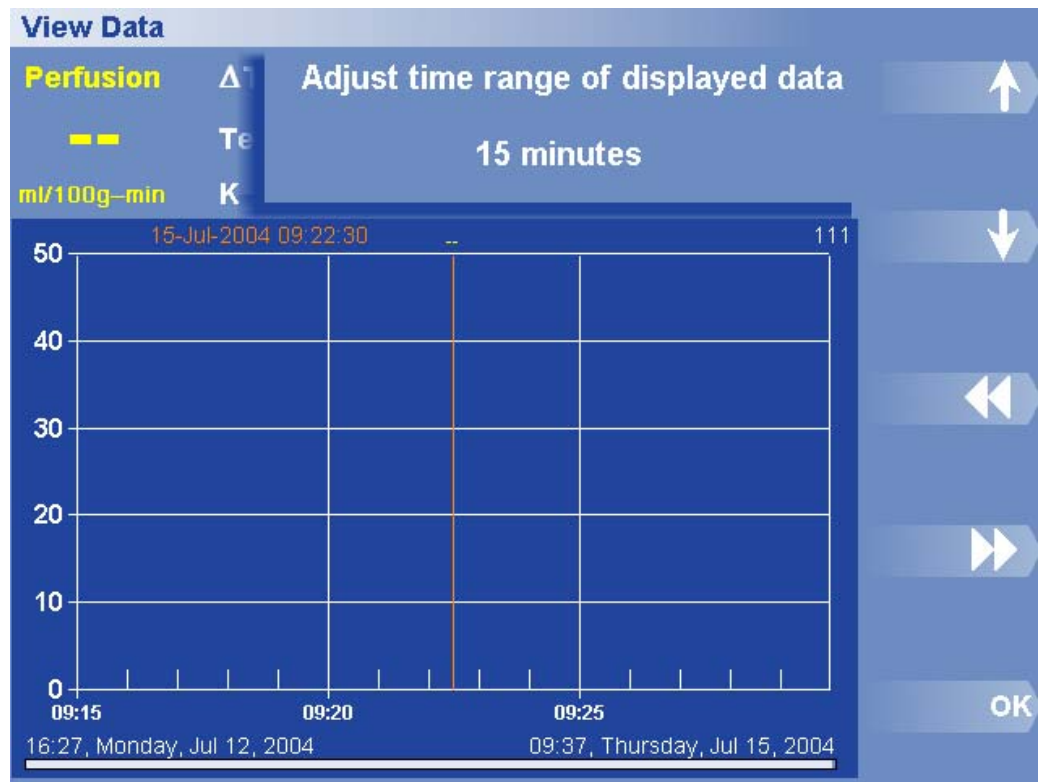 View Data
Perfusion Δ
Adjust time range of displayed data
-- Te
15 minutes
ml/100g–min K
15-Jul-2004 09:22:30 -- 111
50
40
30
20
10
0
09:15 09:20 09:25
OK
16:27, Monday, Jul 12, 2004 09:37, Thursday, Jul 15, 2004